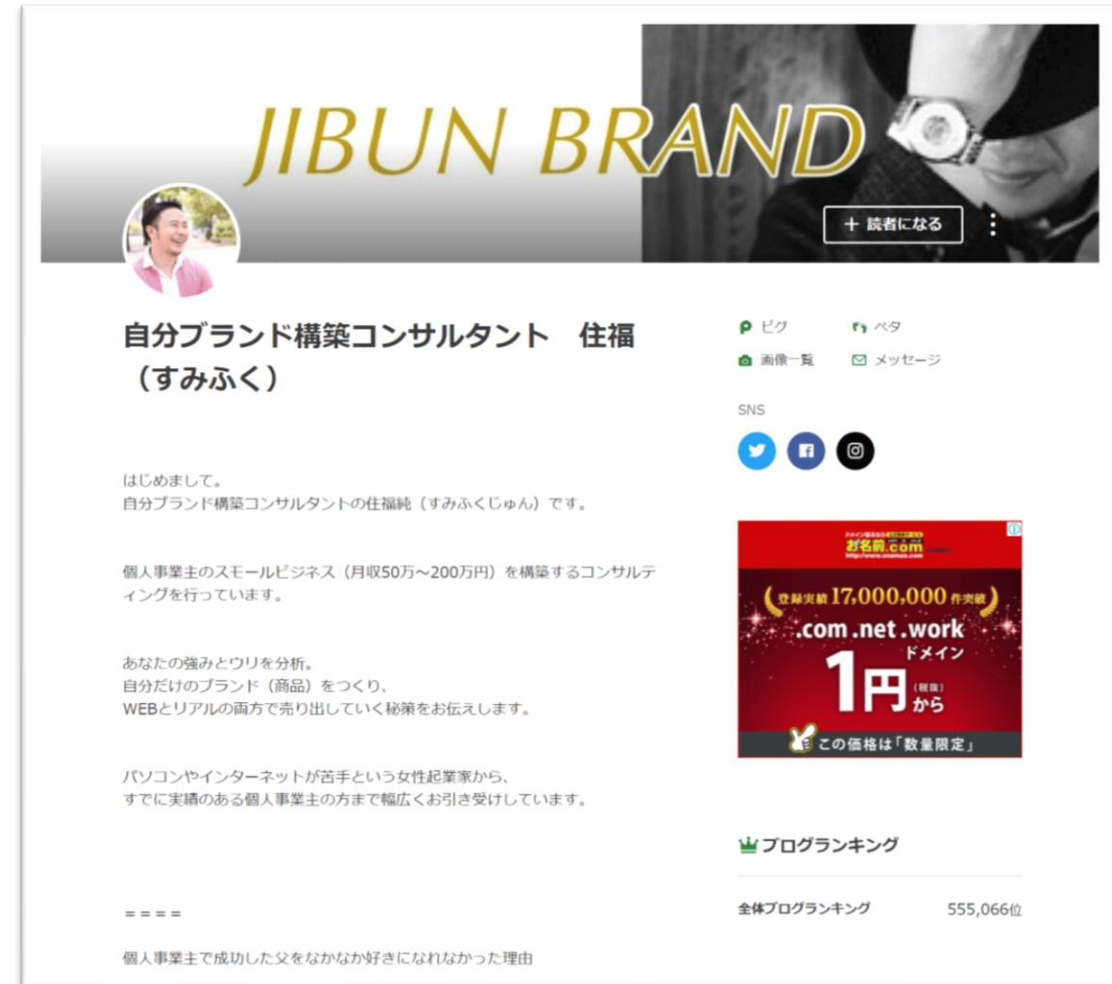 JIBUN BRAND
+ 読者になる
自分ブランド構築コンサルタント 住福
（すみふく）
はじめまして。
自分ブランド構築コンサルタントの住福純（すみふくじゅん）です。
個人事業主のスモールビジネス（月収50万～200万円）を構築するコンサルテ
ィングを行っています。
あなたの強みとウリを分析。
自分だけのブランド（商品）をつくり、
WEBとリアルの両方で売り出していく秘策をお伝えします。
パソコンやインターネットが苦手という女性起業家から、
すでに実績のある個人事業主の方まで幅広くお引き受けしています。
＝＝＝＝
個人事業主で成功した父をなかなか好きになれなかった理由
ピグ
ペタ
画像一覧
メッセージ
SNS
お名前.com
登録実績17,000,000件突破
.com .net .work
ドメイン
1円(税抜)から
この価格は「数量限定」
ブログランキング
全体ブログランキング 555,066位